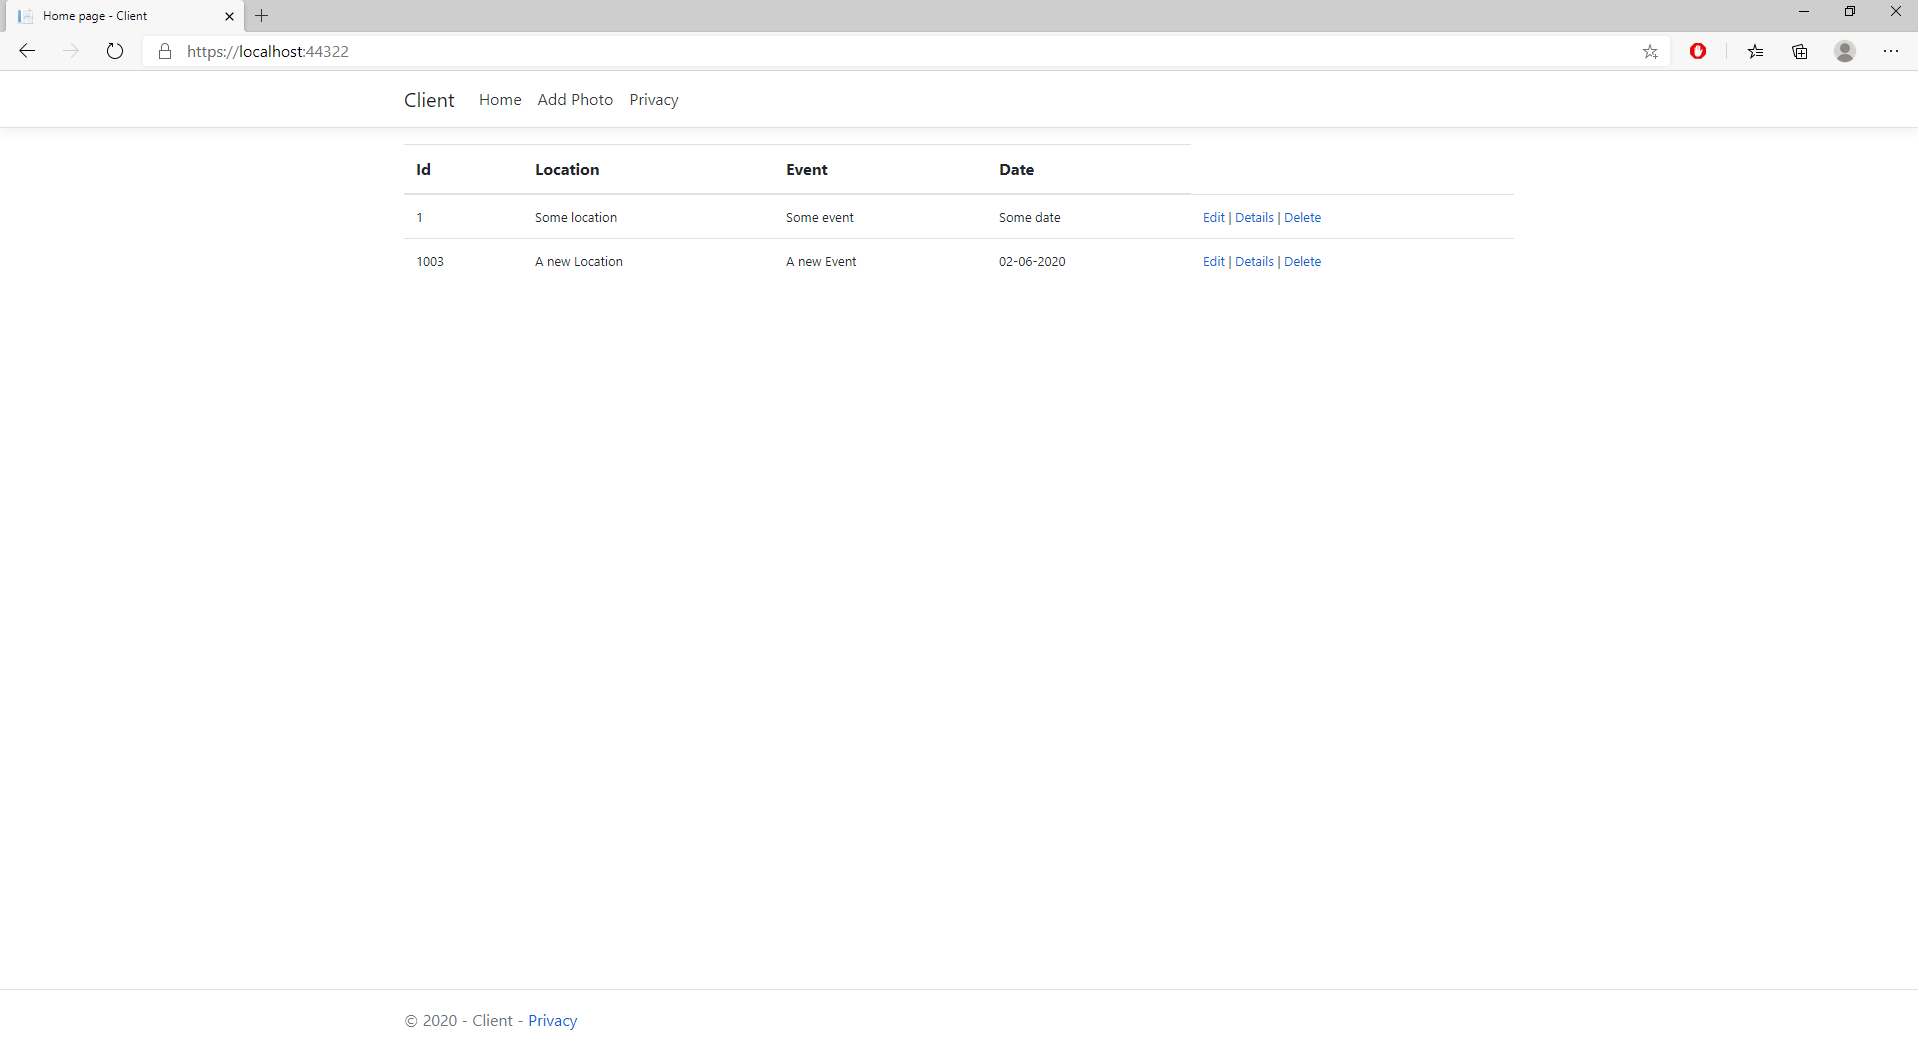 Home page - Client
https://localhost:44322
Client Home Add Photo Privacy
Id Location Event Date
1 Some location Some event Some date Edit | Details | Delete
1003 A new Location A new Event 02-06-2020 Edit | Details | Delete
© 2020 - Client - Privacy